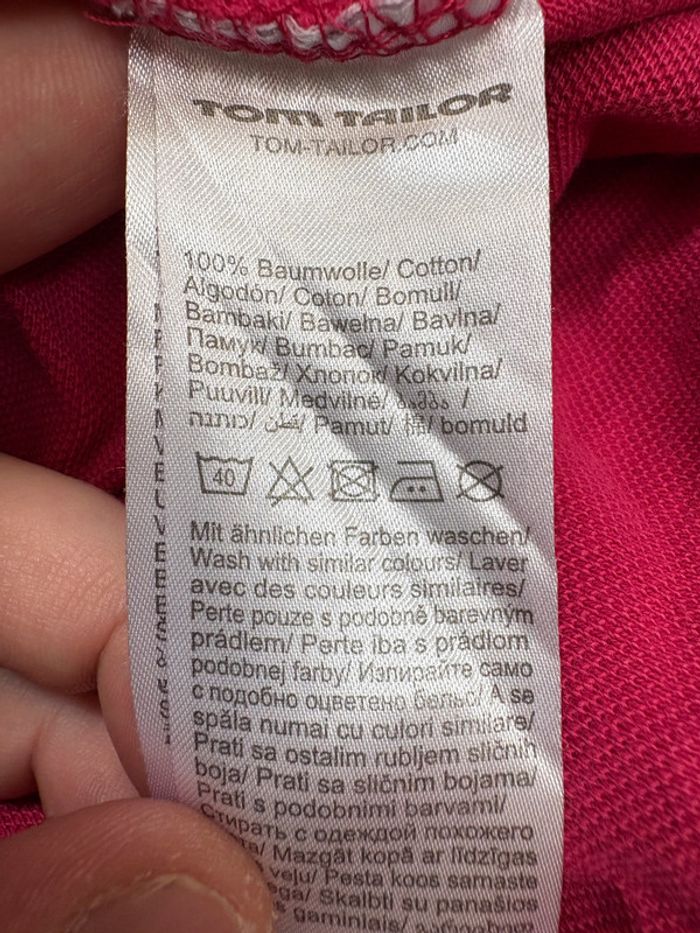 TOM TAILOR
TOM-TAILOR.COM
100% Baumwolle/ Cotton/
Algodón/ Coton/ Bomull/
Bambaki/ Bawełna/ Bavlna/
Памук/ Bumbac/ Pamuk/
Bombaž/ Хлопок/ Kokvilna/
Puuvill/ Medvilnė/ ბამბა /
כותנה/ قطن/ Pamut/ 棉/ bomuld
40
Mit ähnlichen Farben waschen/
Wash with similar colours/ Laver
avec des couleurs similaires/
Perte pouze s podobně barevným
prádlem/ Perte iba s prádlom
podobnej farby/ Изпирайте само
с подобно оцветено бельо/ A se
spăla numai cu culori similare/
Prati sa ostalim rubljem sličnih
boja/ Prati sa sličnim bojama/
Prati s podobnimi barvami/
Стирать с одеждой похожего
Mazgāt kopā ar līdzīgas
veļu/ Pesta koos samaste
Skalbti su panašios
gaminiais/